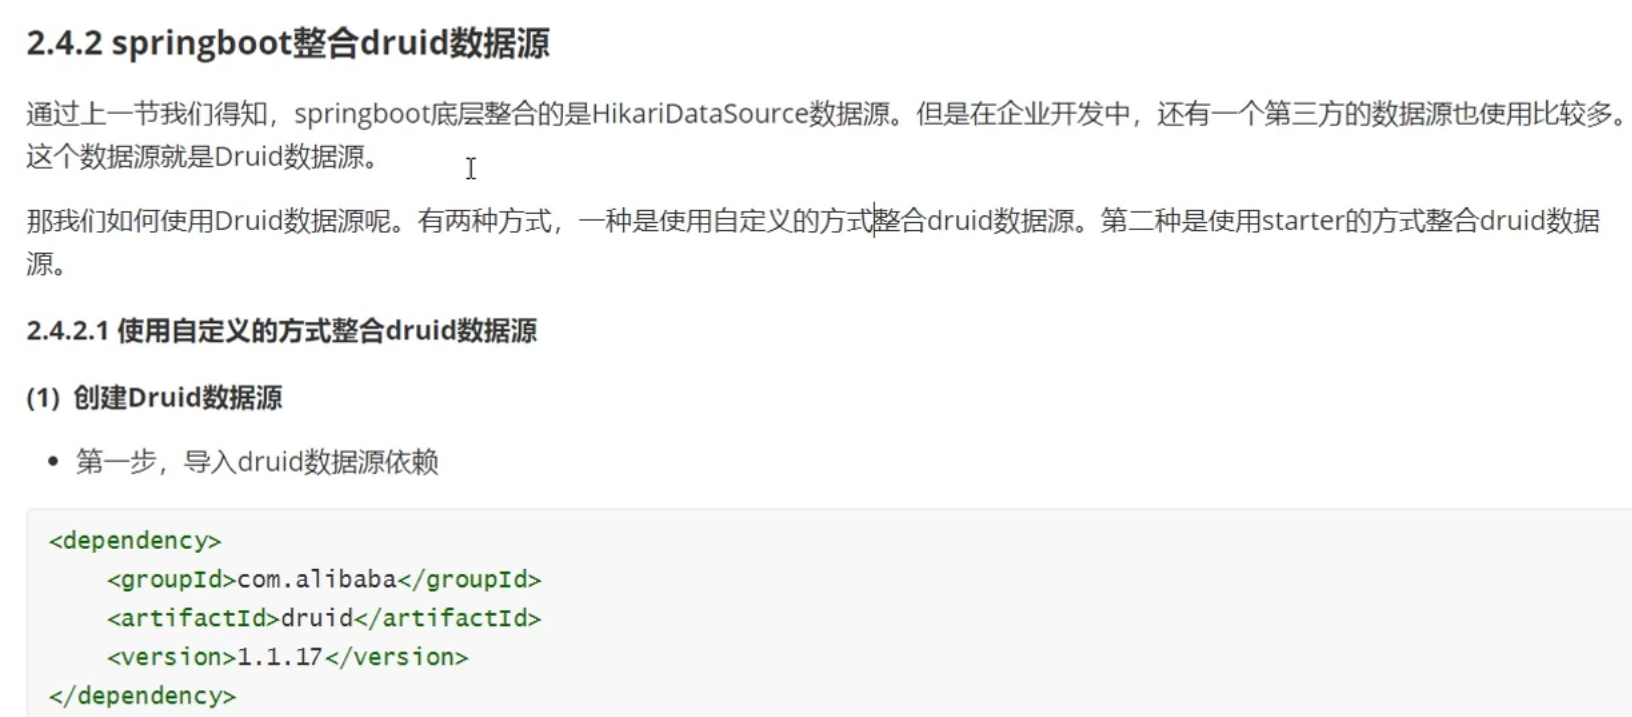 2.4.2 springboot整合druid数据源
通过上一节我们得知，springboot底层整合的是HikariDataSource数据源。但是在企业开发中，还有一个第三方的数据源也使用比较多。
这个数据源就是Druid数据源。
那我们如何使用Druid数据源呢。有两种方式，一种是使用自定义的方式整合druid数据源。第二种是使用starter的方式整合druid数据
源。
2.4.2.1 使用自定义的方式整合druid数据源
(1) 创建Druid数据源
• 第一步，导入druid数据源依赖
<dependency>
    <groupId>com.alibaba</groupId>
    <artifactId>druid</artifactId>
    <version>1.1.17</version>
</dependency>